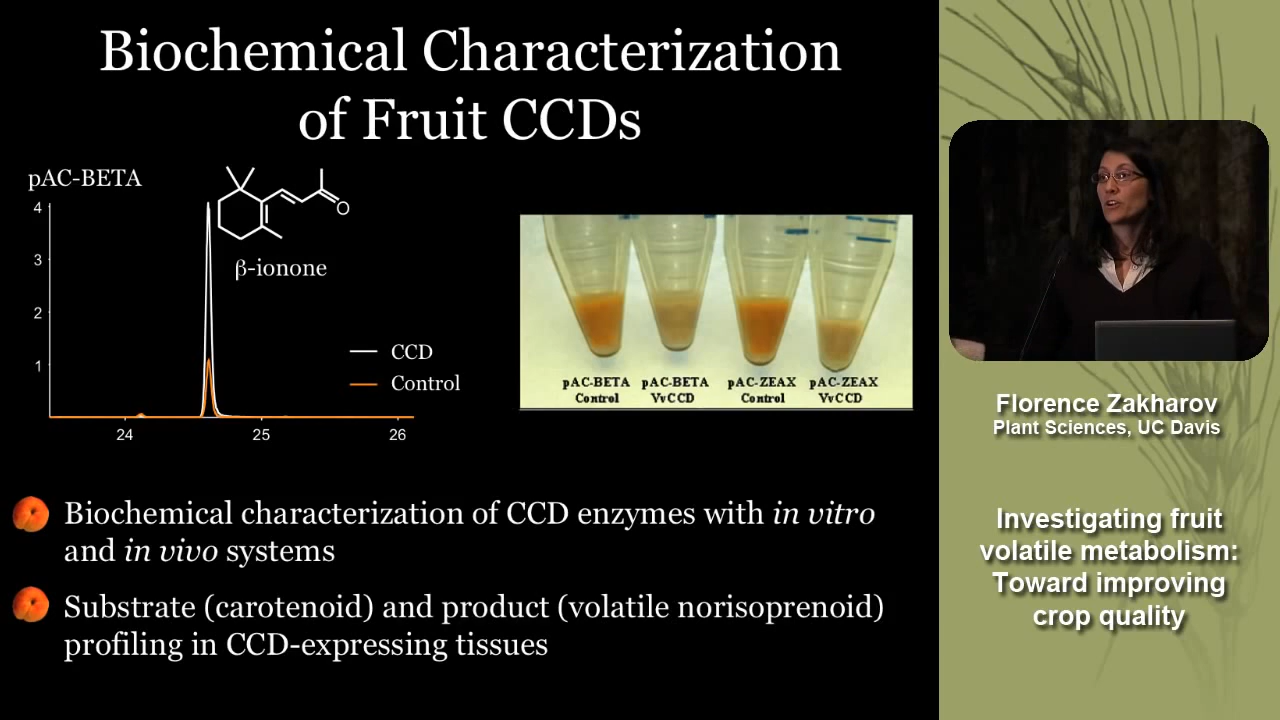 Biochemical Characterization
of Fruit CCDs
pAC-BETA
4
3
2
1
24
25
26
O
β-ionone
CCD
Control
pAC-BETA
Control
pAC-BETA
VvCCD
pAC-ZEAX
Control
pAC-ZEAX
VvCCD
Biochemical characterization of CCD enzymes with in vitro
and in vivo systems
Substrate (carotenoid) and product (volatile norisoprenoid)
profiling in CCD-expressing tissues
Florence Zakharov
Plant Sciences, UC Davis
Investigating fruit
volatile metabolism:
Toward improving
crop quality